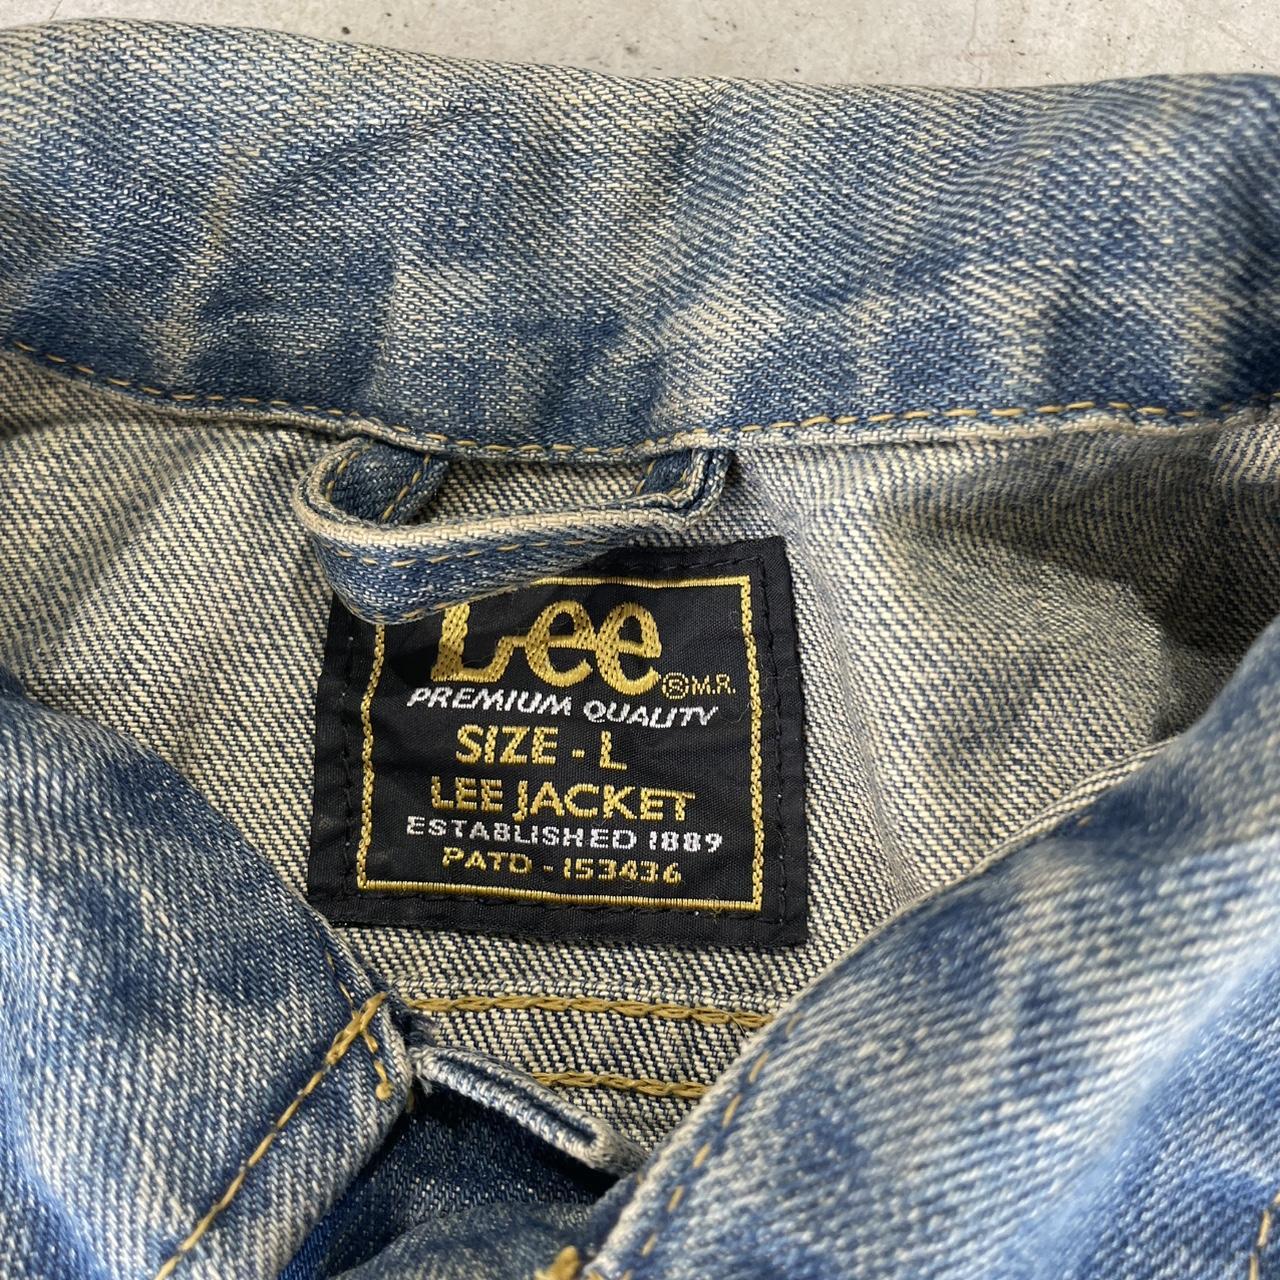 Lee ® M.R.
PREMIUM QUALITY
SIZE - L
LEE JACKET
ESTABLISHED 1889
PATD - 153436